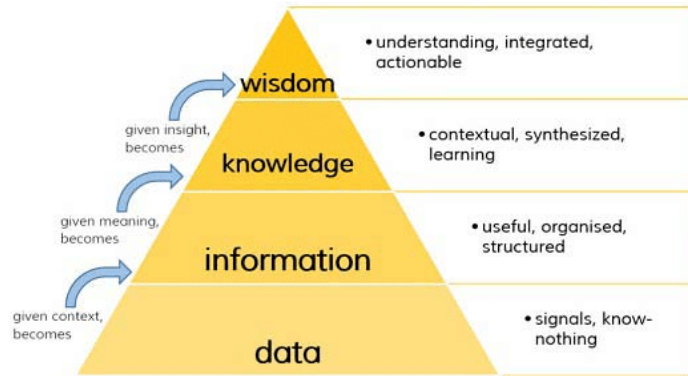 • understanding, integrated,
actionable
wisdom
given insight,
becomes
• contextual, synthesized,
learning
knowledge
given meaning,
becomes
• useful, organised,
structured
information
given context,
becomes
• signals, know-
nothing
data